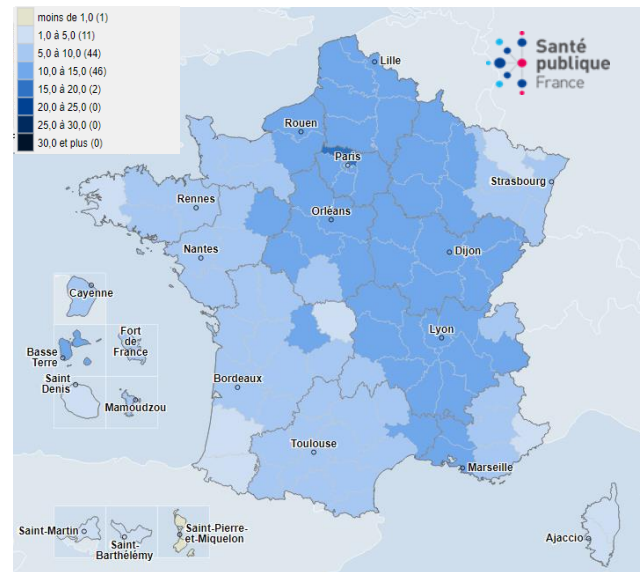 moins de 1,0 (1)
1,0 à 5,0 (11)
5,0 à 10,0 (44)
10,0 à 15,0 (46)
15,0 à 20,0 (2)
20,0 à 25,0 (0)
25,0 à 30,0 (0)
30,0 et plus (0)
Santé
publique
France
Lille
Rouen
Paris
Strasbourg
Rennes
Orléans
Nantes
Dijon
Cayenne
Lyon
Basse
Terre
Fort
de
France
Saint
Denis
Mamoudzou
Bordeaux
Toulouse
Marseille
Saint-Martin
Saint-
Barthélémy
Saint-Pierre-
et-Miquelon
Ajaccio